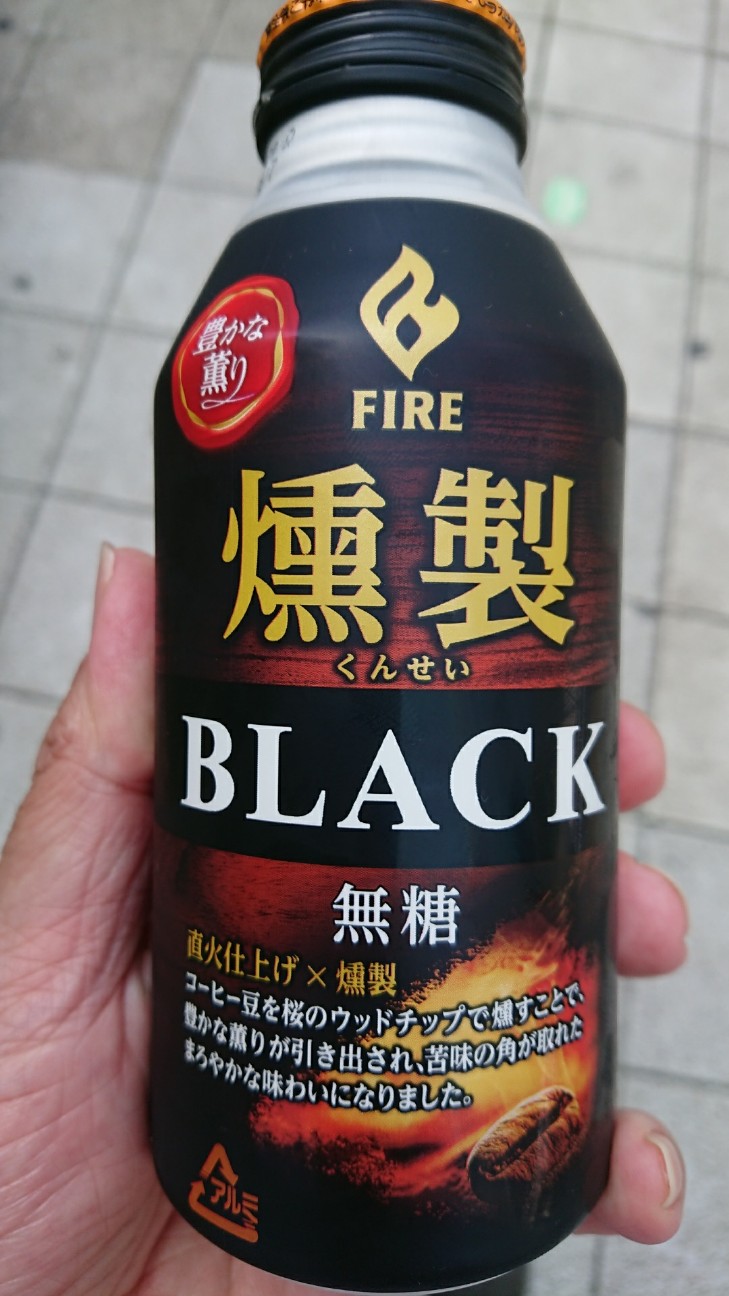 豊かな
薫り
FIRE
燻製
くんせい
BLACK
無糖
直火仕上げ×燻製
コーヒー豆を桜のウッドチップで燻すことで、
豊かな薫りが引き出され、苦味の角が取れた
まろやかな味わいになりました。
アルミ